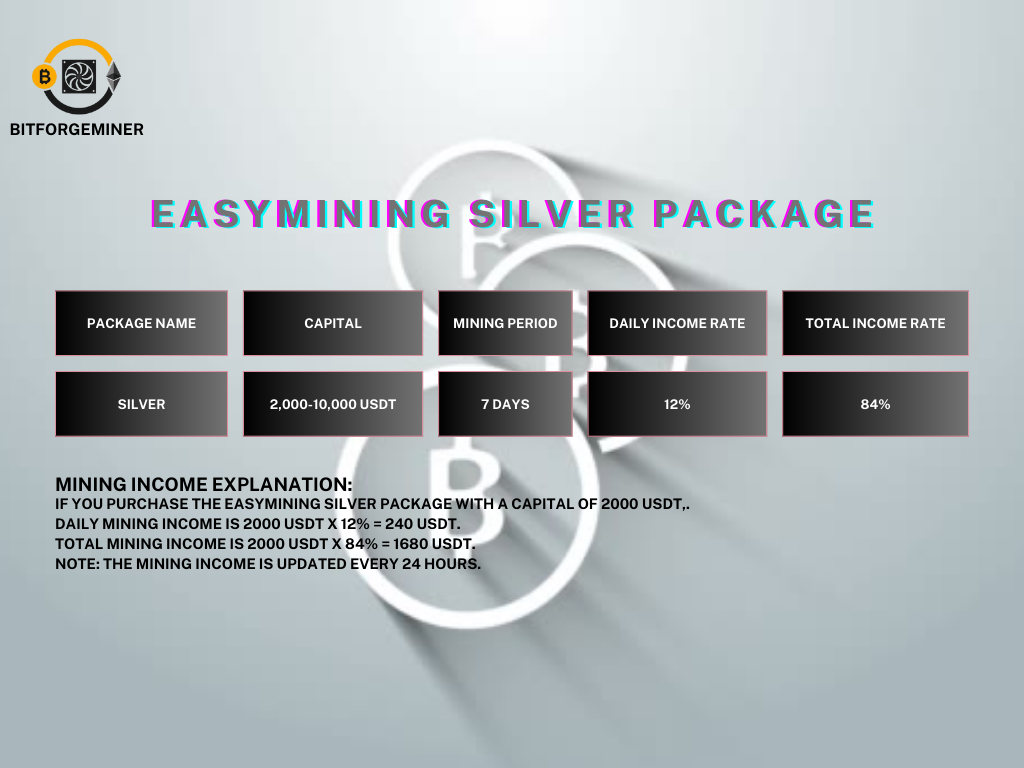 BITFORGEMINER
EASYMINING SILVER PACKAGE
PACKAGE NAME CAPITAL MINING PERIOD DAILY INCOME RATE TOTAL INCOME RATE
SILVER 2,000-10,000 USDT 7 DAYS 12% 84%
MINING INCOME EXPLANATION:
IF YOU PURCHASE THE EASYMINING SILVER PACKAGE WITH A CAPITAL OF 2000 USDT,.
DAILY MINING INCOME IS 2000 USDT X 12% = 240 USDT.
TOTAL MINING INCOME IS 2000 USDT X 84% = 1680 USDT.
NOTE: THE MINING INCOME IS UPDATED EVERY 24 HOURS.